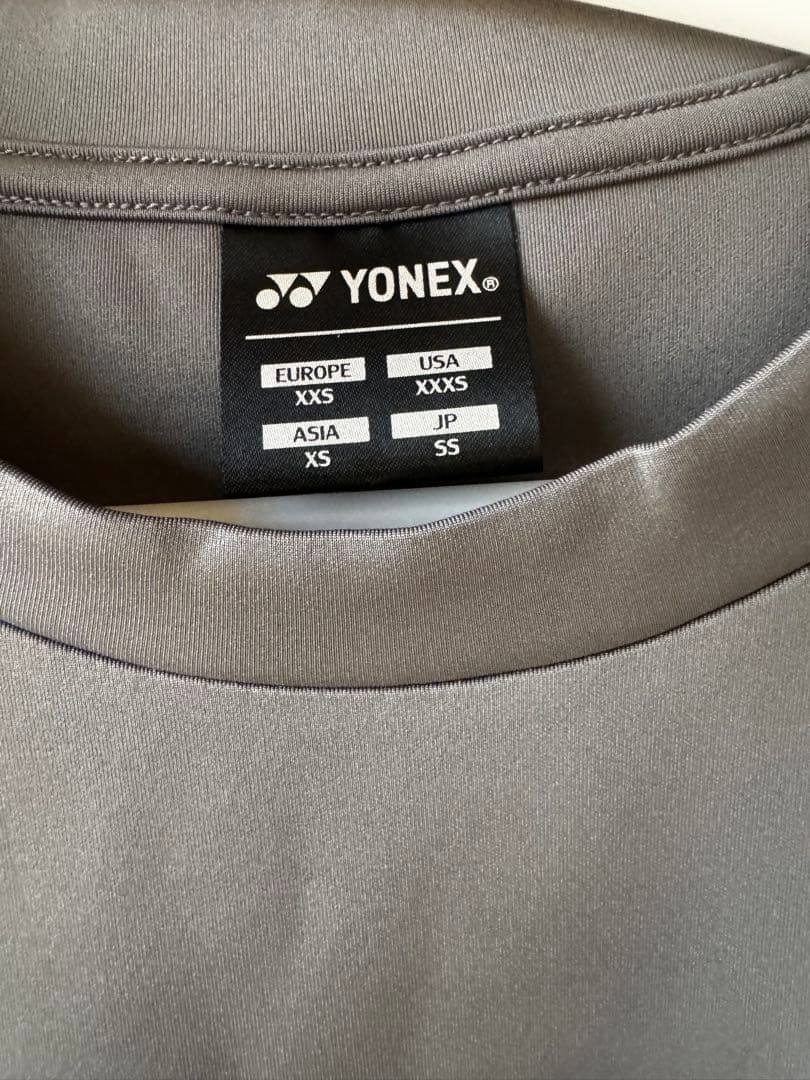 YONEX®
EUROPE USA
XXS XXXS
ASIA JP
XS SS